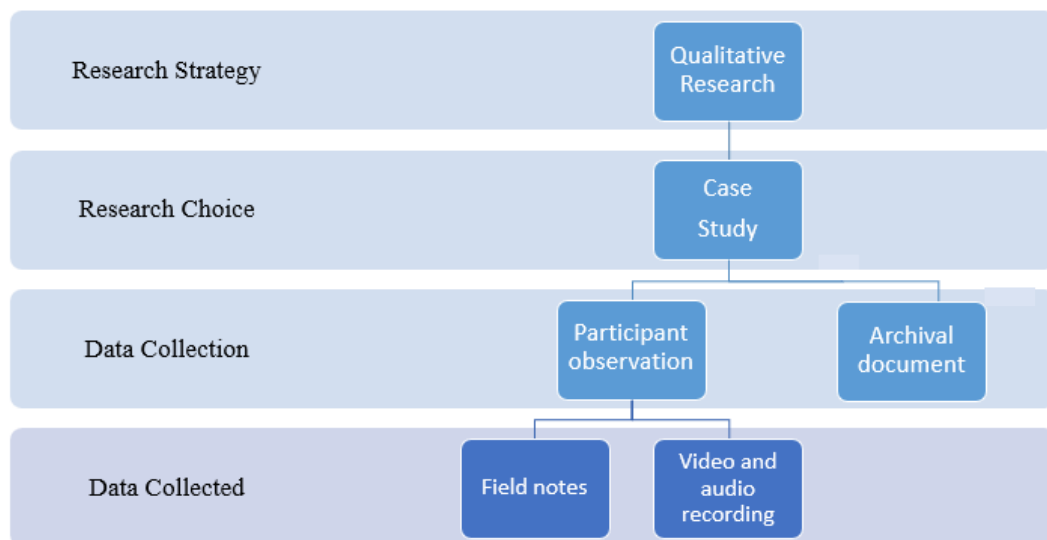 Research Strategy
Qualitative
Research
Research Choice
Case
Study
Data Collection
Participant
observation
Archival
document
Data Collected
Field notes
Video and
audio
recording